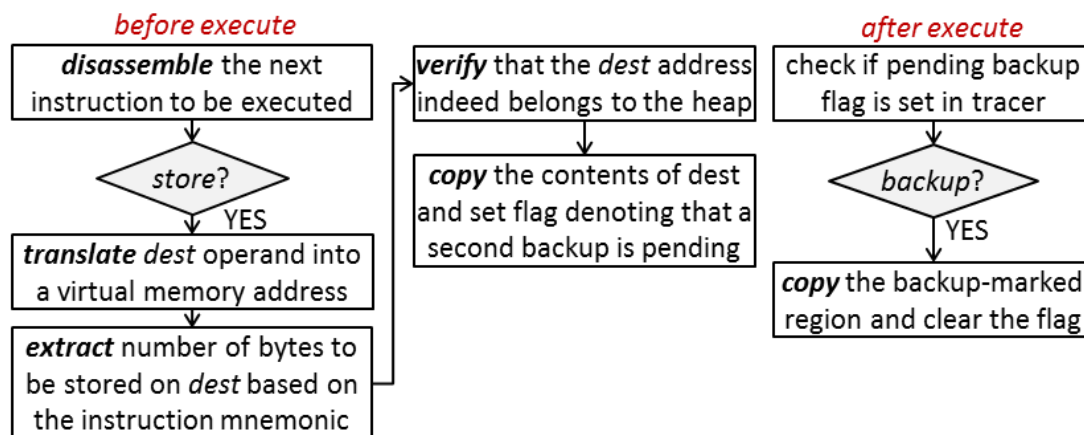 before execute
disassemble the next
instruction to be executed
store?
YES
translate dest operand into
a virtual memory address
extract number of bytes to
be stored on dest based on
the instruction mnemonic
verify that the dest address
indeed belongs to the heap
copy the contents of dest
and set flag denoting that a
second backup is pending
after execute
check if pending backup
flag is set in tracer
backup?
YES
copy the backup-marked
region and clear the flag